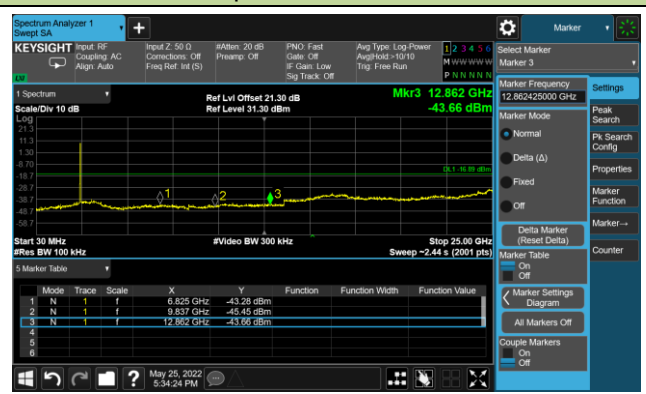 Spectrum Analyzer 1
Swept SA
Marker
KEYSIGHT
Input: RF
Coupling: AC
Align: Auto
Input Z: 50 Ω
Corrections: Off
Freq Ref: Int (S)
#Atten: 20 dB
Preamp: Off
PNO: Fast
Gate: Off
IF Gain: Low
Sig Track: Off
Avg Type: Log-Power
Avg|Hold:>10/10
Trig: Free Run
1 2 3 4 5 6
M W W W W W
P N N N N N
LXI
Select Marker
Marker 3
1 Spectrum
Scale/Div 10 dB
Ref Lvl Offset 21.30 dB
Ref Level 31.30 dBm
Mkr3 12.862 GHz
-43.66 dBm
Log
21.3
11.3
1.30
-8.70
-18.7
-28.7
-38.7
-48.7
-58.7
DL1 -16.89 dBm
1
2
3
Start 30 MHz
#Res BW 100 kHz
#Video BW 300 kHz
Stop 25.00 GHz
Sweep ~2.44 s (2001 pts)
5 Marker Table
Mode Trace Scale X Y Function Function Width Function Value
1 N 1 f 6.825 GHz -43.28 dBm
2 N 1 f 9.837 GHz -45.45 dBm
3 N 1 f 12.862 GHz -43.66 dBm
4
5
6
Marker Frequency
12.862425000 GHz
Marker Mode
Normal
Delta (Δ)
Fixed
Off
Delta Marker
(Reset Delta)
Marker Table
On
Off
Marker Settings
Diagram
All Markers Off
Couple Markers
On
Off
Settings
Peak
Search
Pk Search
Config
Properties
Marker
Function
Marker→
Counter
May 25, 2022
5:34:24 PM